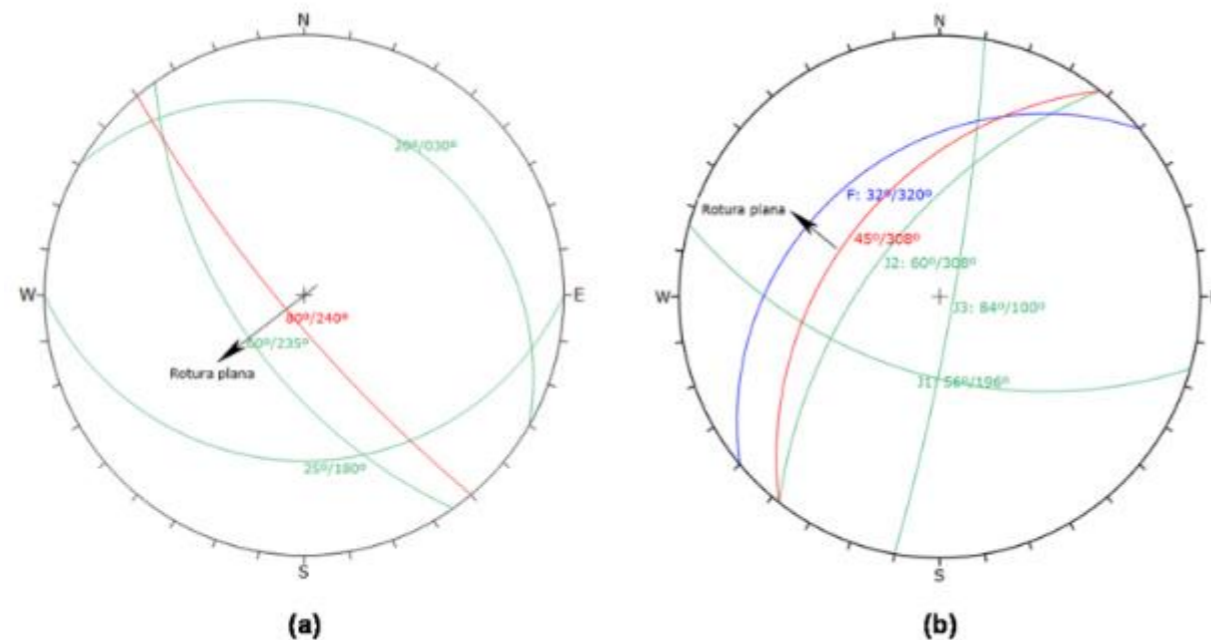 N
20º/030º
W
E
80º/240º
60º/235º
Rotura plana
25º/180º
S
(a)
N
F: 32º/320º
Rotura plana
45º/308º
J2: 60º/308º
W
J3: 84º/100º
J1: 56º/196º
S
(b)